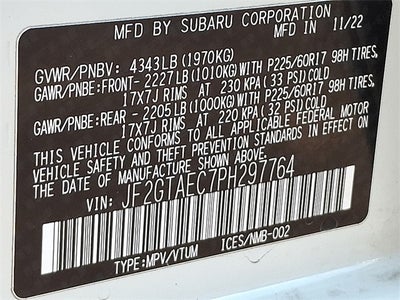 MFD BY SUBARU CORPORATION 11/22
GVWR/PNBV: 4343LB (1970KG)
GAWR/PNBE:FRONT- 2227LB(1010KG)WITH P225/60R17 98H TIRES,
17X7J RIMS AT 230 KPA(33 PSI)COLD
GAWR/PNBE:REAR - 2205LB(1000KG)WITH P225/60R17 98H TIRES,
17X7J RIMS AT 220 KPA(32 PSI)COLD
THIS VEHICLE CONFORMS TO ALL APPLICABLE FEDERAL MOTOR
VEHICLE SAFETY, BUMPER, AND THEFT PREVENTION STANDARDS
IN EFFECT ON THE DATE OF MANUFACTURE SHOWN ABOVE.
VIN: JF2GTAEC7PH297764
TYPE:MPV/VTUM ICES/NMB-002